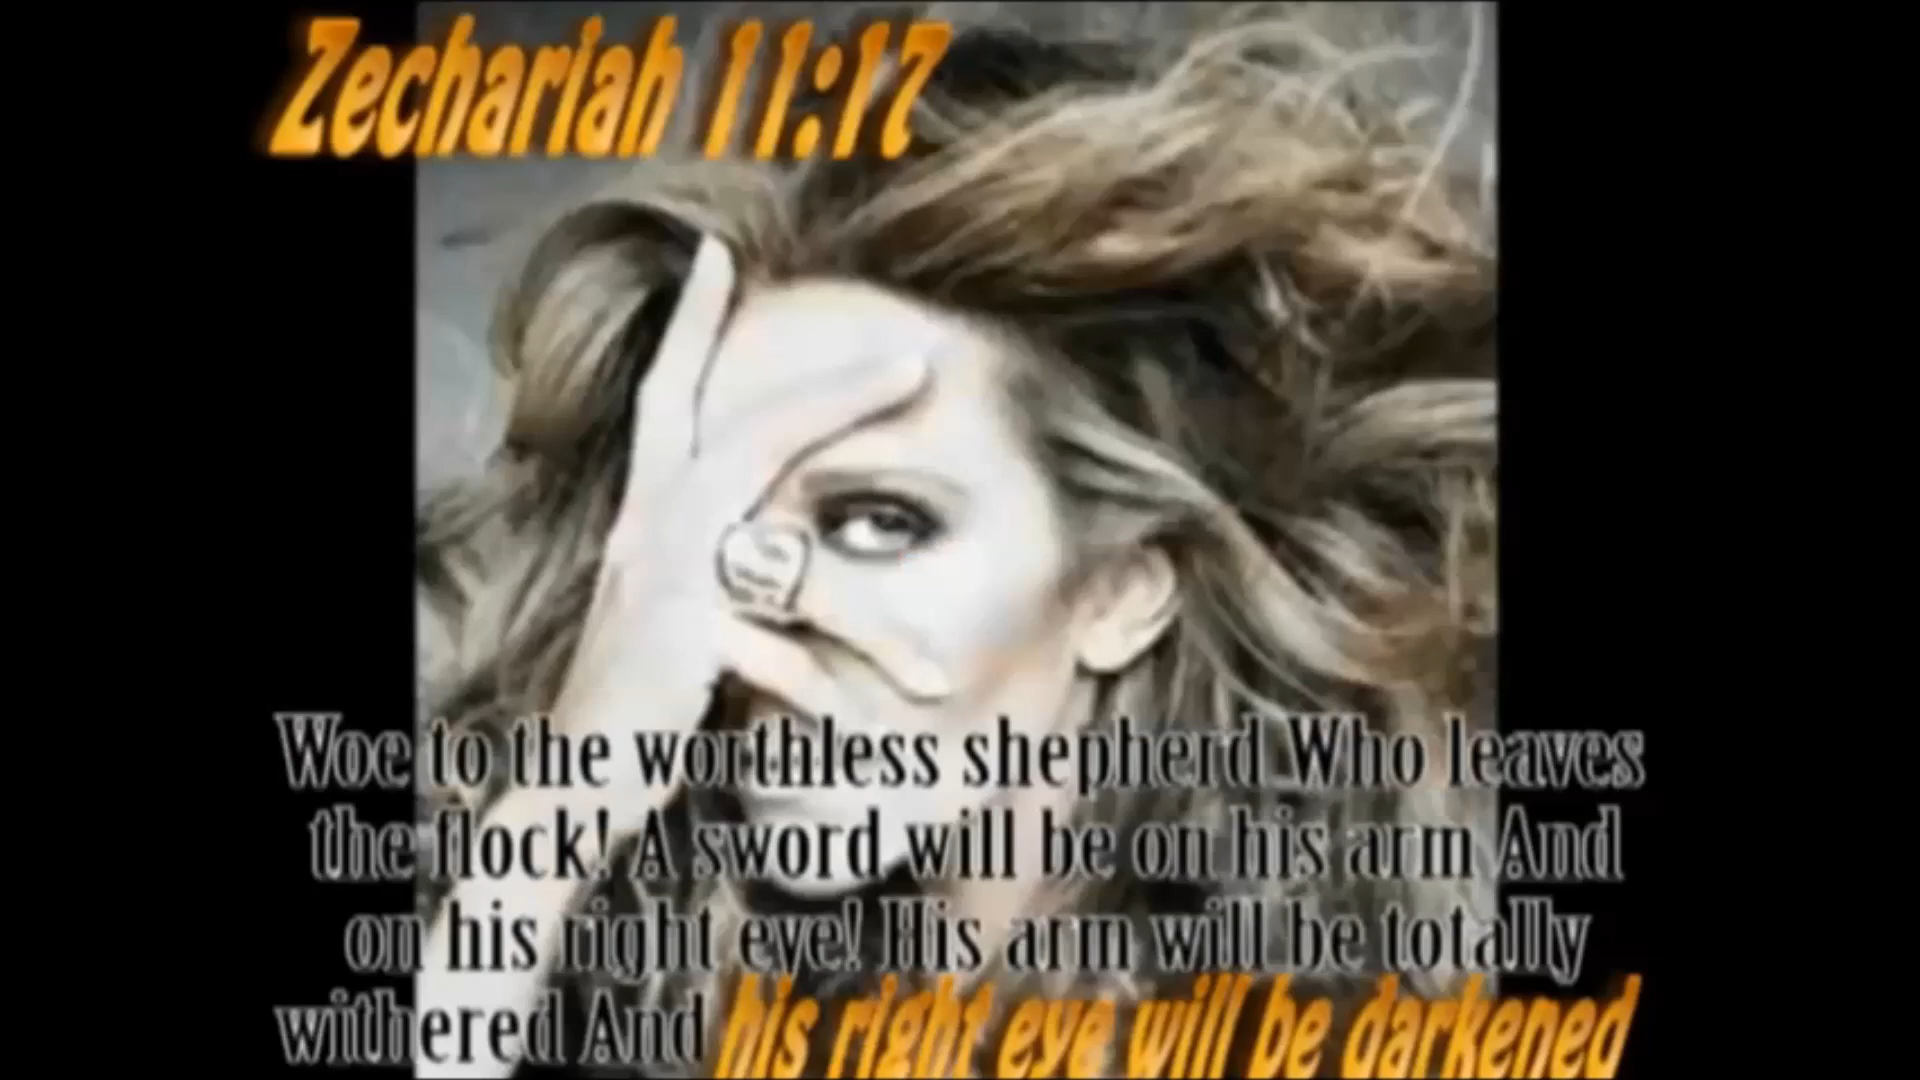 Zechariah 11:17
Woe to the worthless shepherd Who leaves
the flock! A sword will be on his arm And
on his right eye! His arm will be totally
withered And his right eye will be darkened